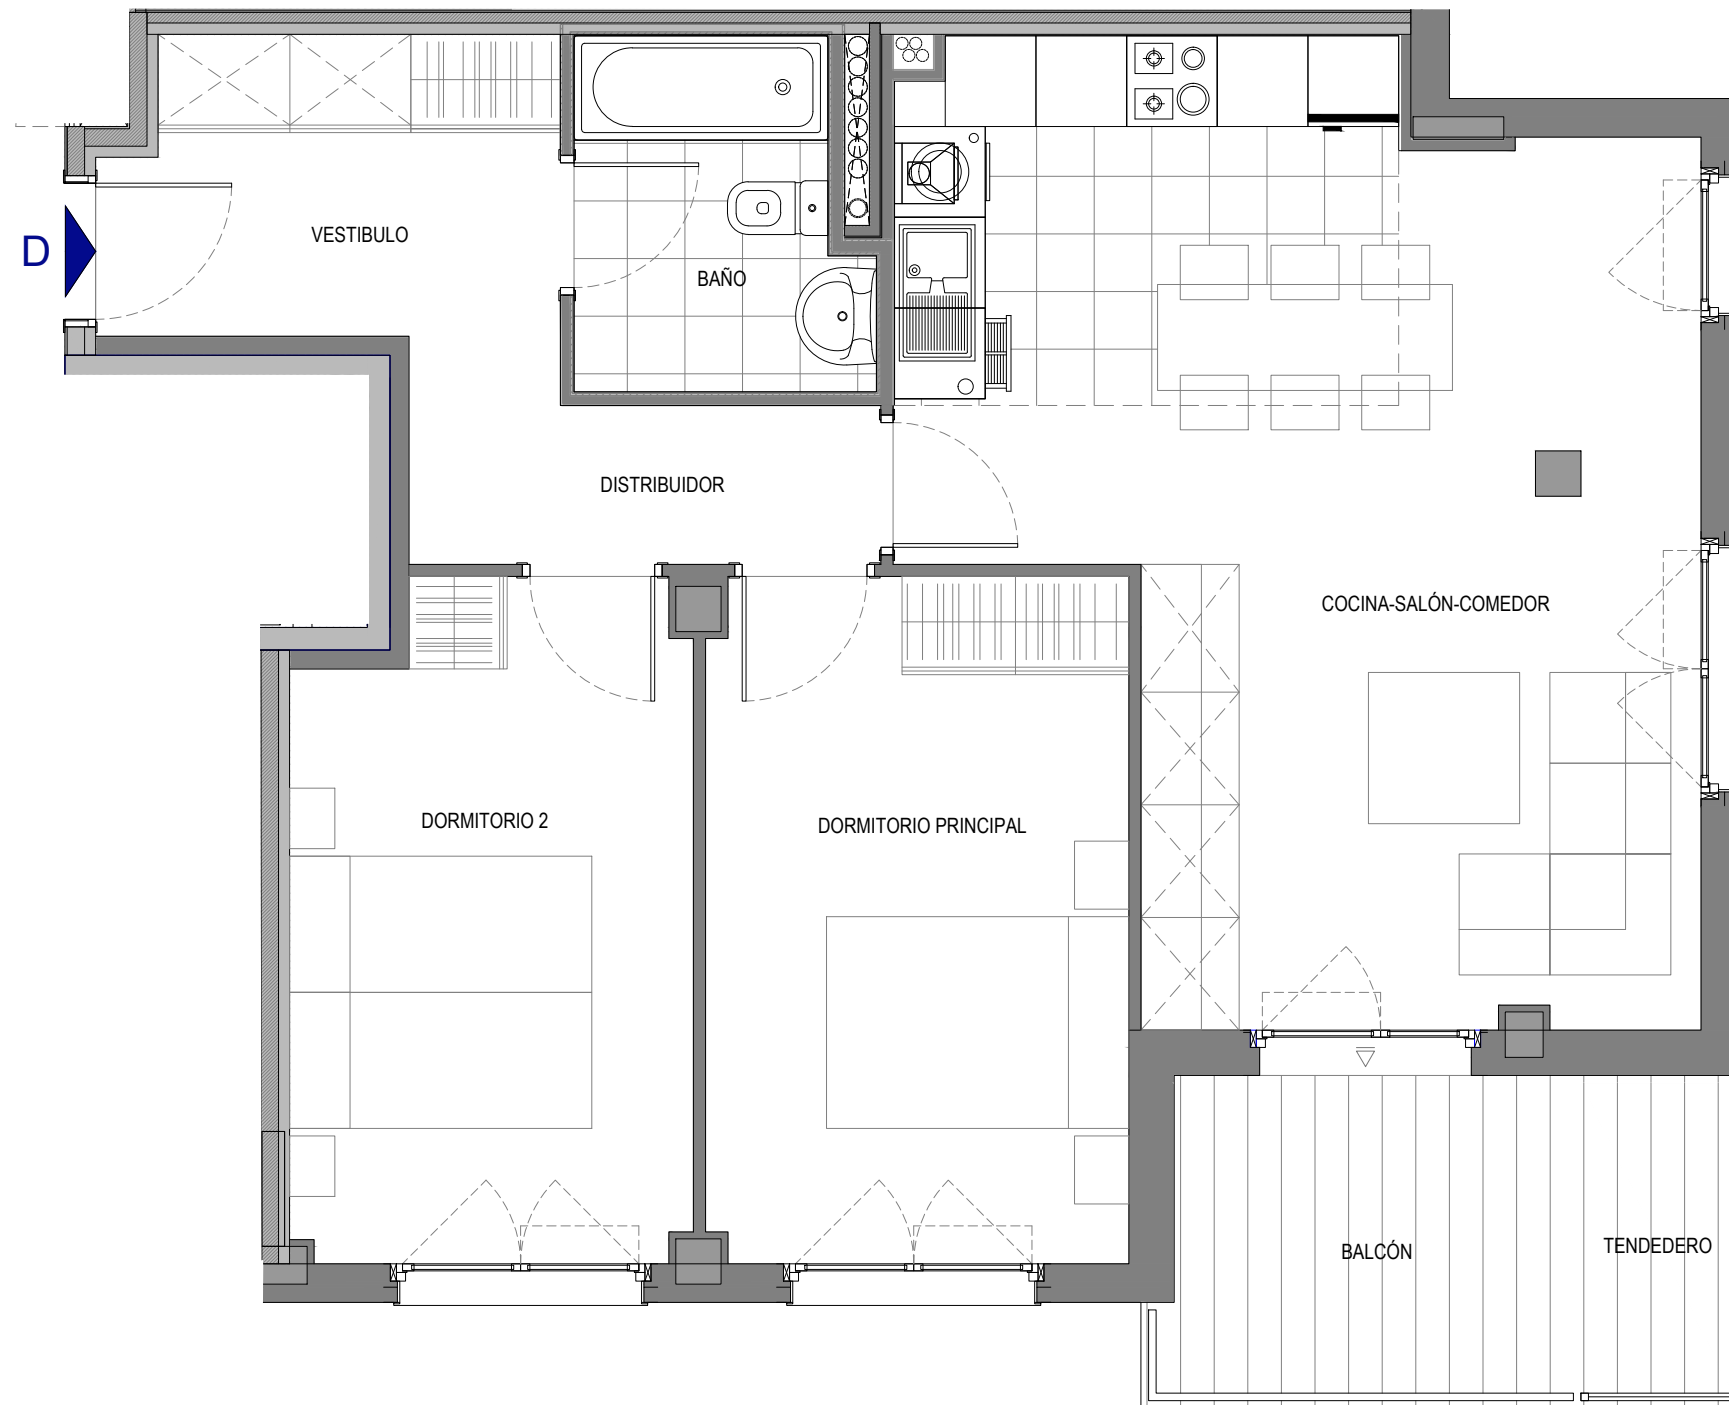 D
VESTIBULO
BAÑO
DISTRIBUIDOR
COCINA-SALÓN-COMEDOR
DORMITORIO 2
DORMITORIO PRINCIPAL
BALCÓN
TENDEDERO